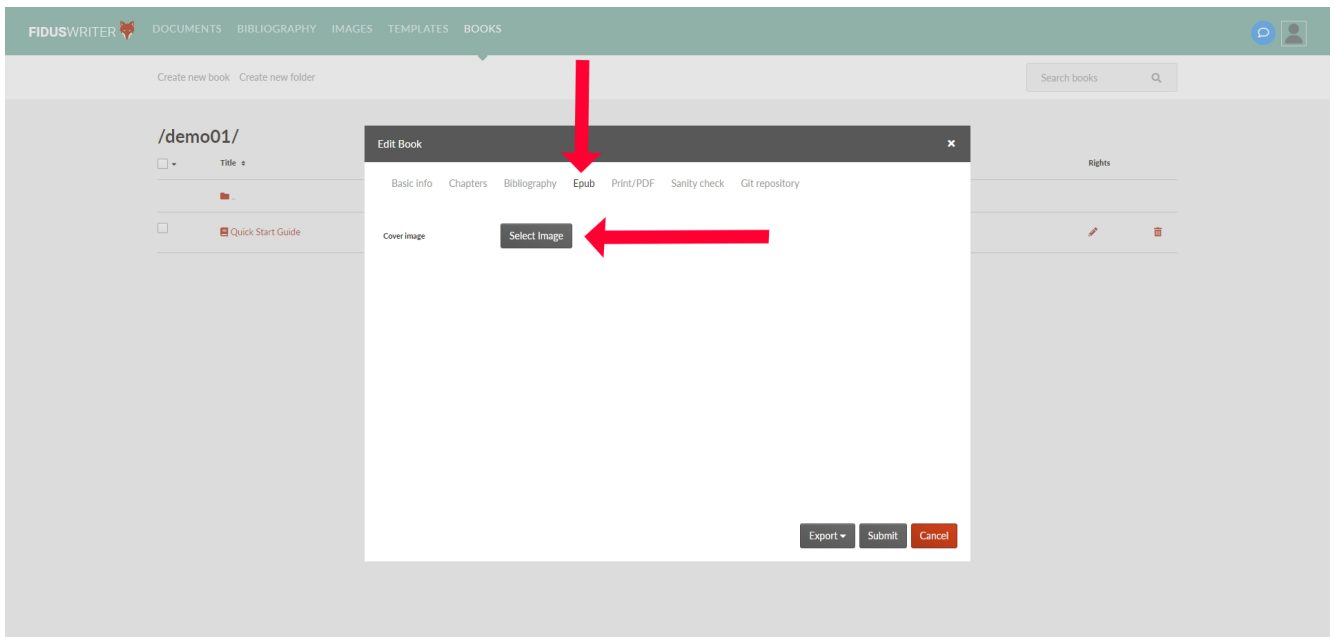 FIDUSWRITER DOCUMENTS BIBLIOGRAPHY IMAGES TEMPLATES BOOKS
Create new book Create new folder Search books
/demo01/
Title Rights
..
Quick Start Guide
Edit Book ×
Basic info Chapters Bibliography Epub Print/PDF Sanity check Git repository
Cover image Select Image
Export Submit Cancel